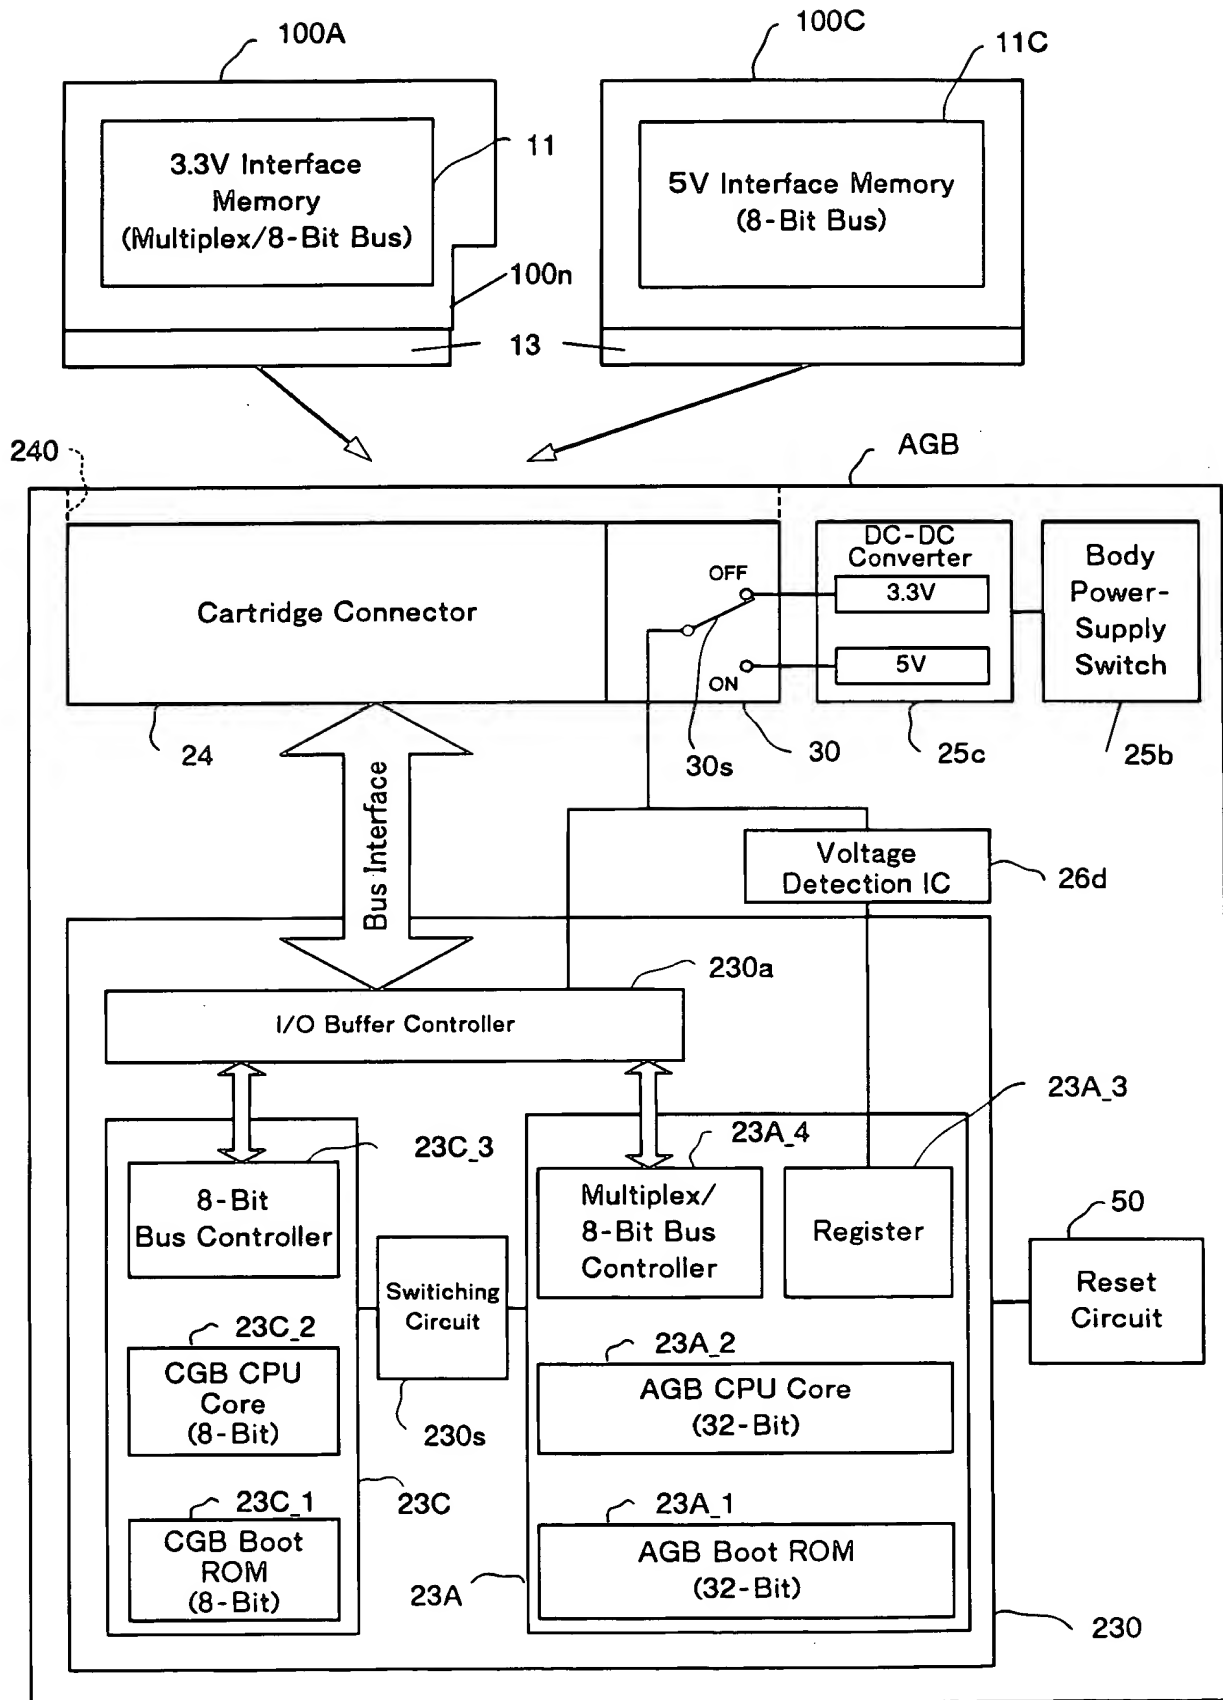 100A
100C
11C
3.3V Interface
Memory
(Multiplex/8-Bit Bus)
11
5V Interface Memory
(8-Bit Bus)
100n
13
240
AGB
Cartridge Connector
OFF
ON
DC-DC
Converter
3.3V
5V
Body
Power-
Supply
Switch
24
30s
30
25c
25b
Bus Interface
Voltage
Detection IC
26d
230a
I/O Buffer Controller
23A_3
23C_3
23A_4
8-Bit
Bus Controller
Multiplex/
8-Bit Bus
Controller
Register
50
Switiching
Circuit
Reset
Circuit
23C_2
23A_2
CGB CPU
Core
(8-Bit)
AGB CPU Core
(32-Bit)
230s
23C_1
23C
23A_1
CGB Boot
ROM
(8-Bit)
AGB Boot ROM
(32-Bit)
23A
230